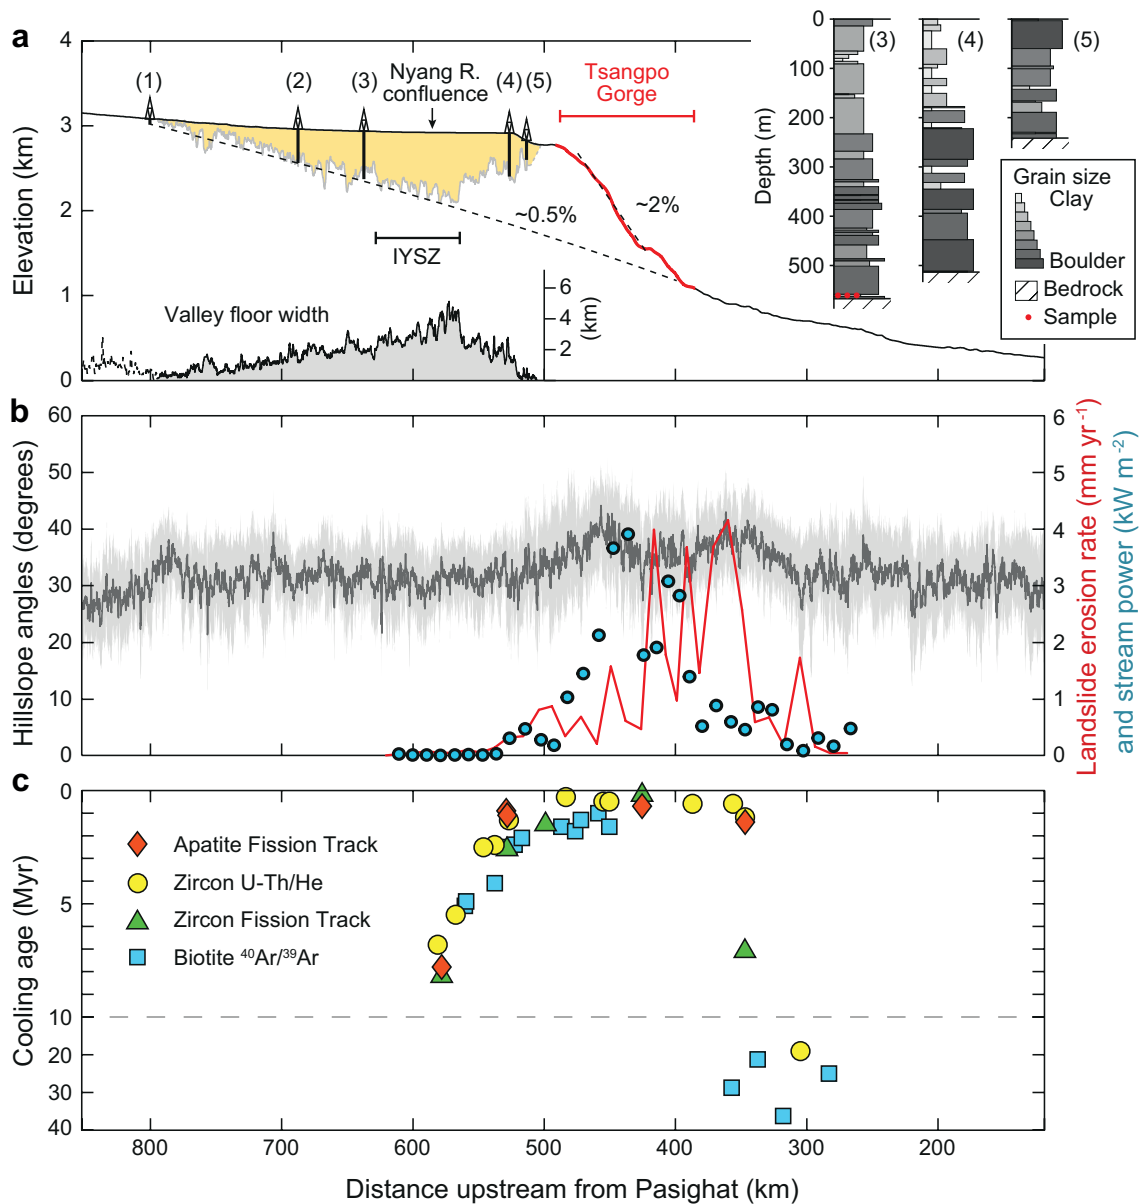 a
4
3
2
1
0
Elevation (km)
(1)
(2)
(3)
Nyang R.
confluence
(4)
(5)
Tsangpo
Gorge
~0.5%
~2%
IYSZ
Valley floor width
6
4
2
(km)
0
100
200
300
400
500
Depth (m)
(3)
(4)
(5)
Grain size
Clay
Boulder
Bedrock
Sample
b
60
50
40
30
20
10
0
Hillslope angles (degrees)
6
5
4
3
2
1
0
Landslide erosion rate (mm yr⁻¹)
and stream power (kW m⁻²)
c
0
5
10
20
30
40
Cooling age (Myr)
Apatite Fission Track
Zircon U-Th/He
Zircon Fission Track
Biotite ⁴⁰Ar/³⁹Ar
800
700
600
500
400
300
200
Distance upstream from Pasighat (km)